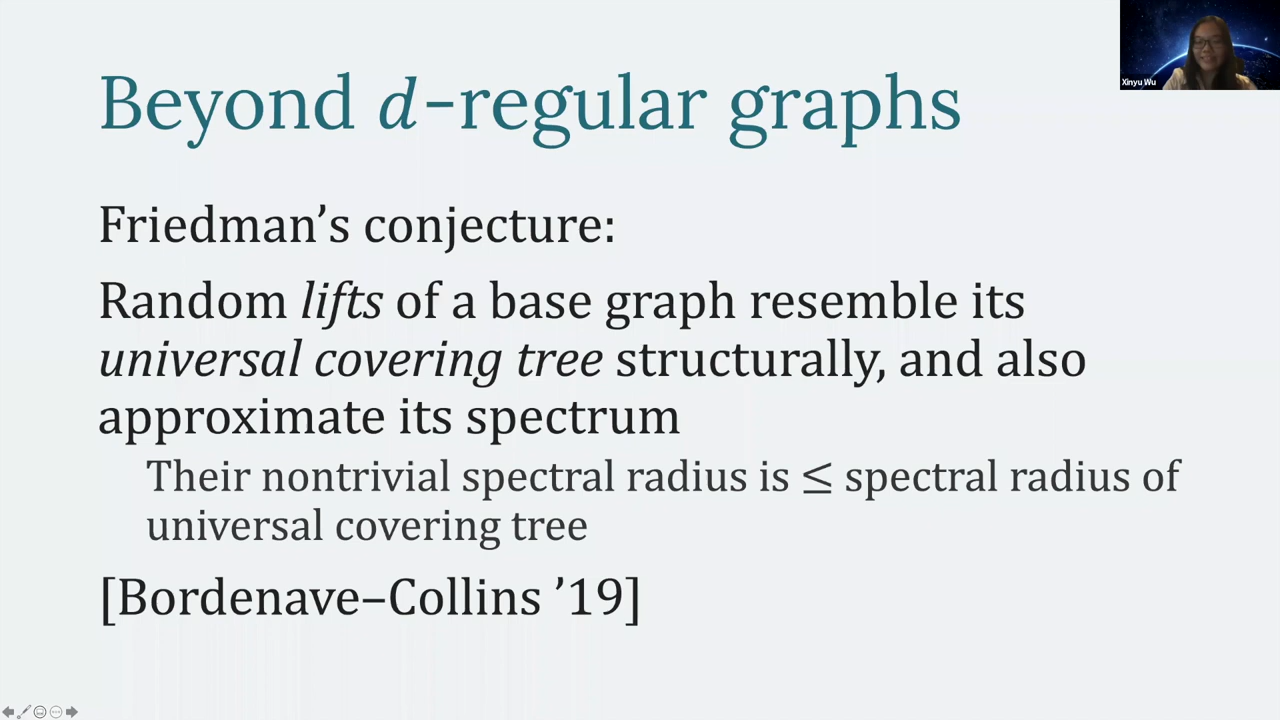 Beyond d-regular graphs
Xinyu Wu
Friedman’s conjecture:
Random lifts of a base graph resemble its
universal covering tree structurally, and also
approximate its spectrum
Their nontrivial spectral radius is ≤ spectral radius of
universal covering tree
[Bordenave–Collins ’19]